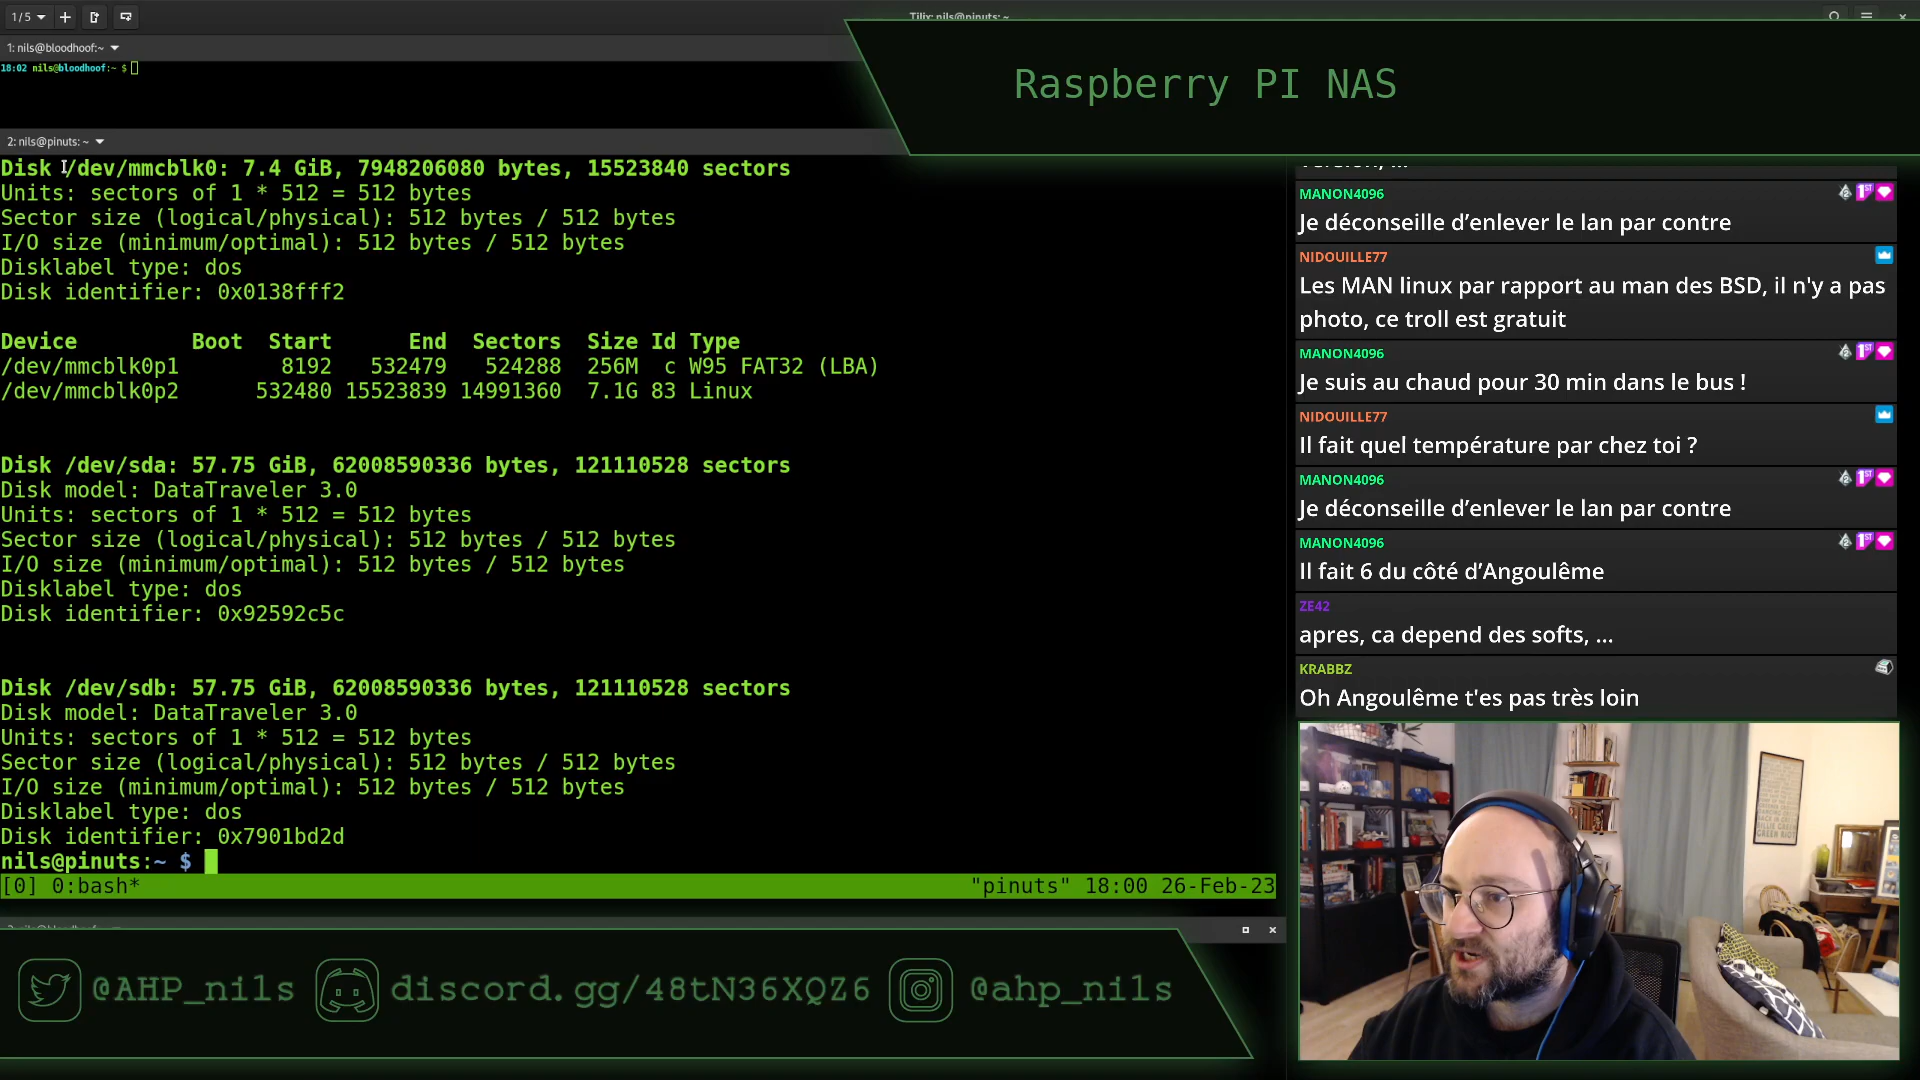 1/5
Tilix: nils@pinuts: ~
1: nils@bloodhoof:~
18:02 nils@bloodhoof:~ $
Raspberry PI NAS
2: nils@pinuts: ~
Disk /dev/mmcblk0: 7.4 GiB, 7948206080 bytes, 15523840 sectors
Units: sectors of 1 * 512 = 512 bytes
Sector size (logical/physical): 512 bytes / 512 bytes
I/O size (minimum/optimal): 512 bytes / 512 bytes
Disklabel type: dos
Disk identifier: 0x0138fff2
Device Boot Start End Sectors Size Id Type
/dev/mmcblk0p1 8192 532479 524288 256M c W95 FAT32 (LBA)
/dev/mmcblk0p2 532480 15523839 14991360 7.1G 83 Linux
Disk /dev/sda: 57.75 GiB, 62008590336 bytes, 121110528 sectors
Disk model: DataTraveler 3.0
Units: sectors of 1 * 512 = 512 bytes
Sector size (logical/physical): 512 bytes / 512 bytes
I/O size (minimum/optimal): 512 bytes / 512 bytes
Disklabel type: dos
Disk identifier: 0x92592c5c
Disk /dev/sdb: 57.75 GiB, 62008590336 bytes, 121110528 sectors
Disk model: DataTraveler 3.0
Units: sectors of 1 * 512 = 512 bytes
Sector size (logical/physical): 512 bytes / 512 bytes
I/O size (minimum/optimal): 512 bytes / 512 bytes
Disklabel type: dos
Disk identifier: 0x7901bd2d
nils@pinuts:~ $
[0] 0:bash* "pinuts" 18:00 26-Feb-23
MANON4096
Je déconseille d’enlever le lan par contre
NIDOUILLE77
Les MAN linux par rapport au man des BSD, il n'y a pas
photo, ce troll est gratuit
MANON4096
Je suis au chaud pour 30 min dans le bus !
NIDOUILLE77
Il fait quel température par chez toi ?
MANON4096
Je déconseille d’enlever le lan par contre
MANON4096
Il fait 6 du côté d’Angoulême
ZE42
apres, ca depend des softs, ...
KRABBZ
Oh Angoulême t'es pas très loin
@AHP_nils discord.gg/48tN36XQZ6 @ahp_nils